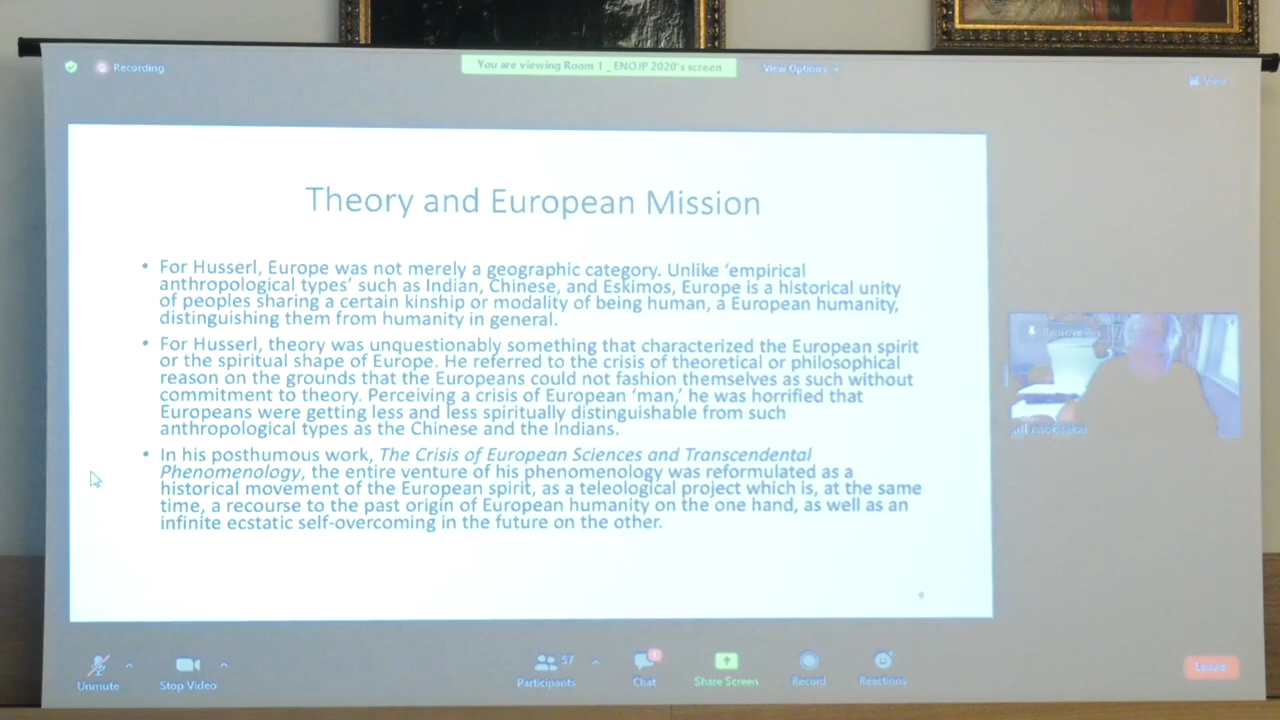 Recording
You are viewing Room 1 _ ENOJP 2020's screen
View Options
View
Theory and European Mission
• For Husserl, Europe was not merely a geographic category. Unlike ‘empirical
anthropological types’ such as Indian, Chinese, and Eskimos, Europe is a historical unity
of peoples sharing a certain kinship or modality of being human, a European humanity,
distinguishing them from humanity in general.
• For Husserl, theory was unquestionably something that characterized the European spirit
or the spiritual shape of Europe. He referred to the crisis of theoretical or philosophical
reason on the grounds that the Europeans could not fashion themselves as such without
commitment to theory. Perceiving a crisis of European ‘man,’ he was horrified that
Europeans were getting less and less spiritually distinguishable from such
anthropological types as the Chinese and the Indians.
• In his posthumous work, The Crisis of European Sciences and Transcendental
Phenomenology, the entire venture of his phenomenology was reformulated as a
historical movement of the European spirit, as a teleological project which is, at the same
time, a recourse to the past origin of European humanity on the one hand, as well as an
infinite ecstatic self-overcoming in the future on the other.
Unmute
Stop Video
57
Participants
Chat
Share Screen
Record
Reactions
Leave